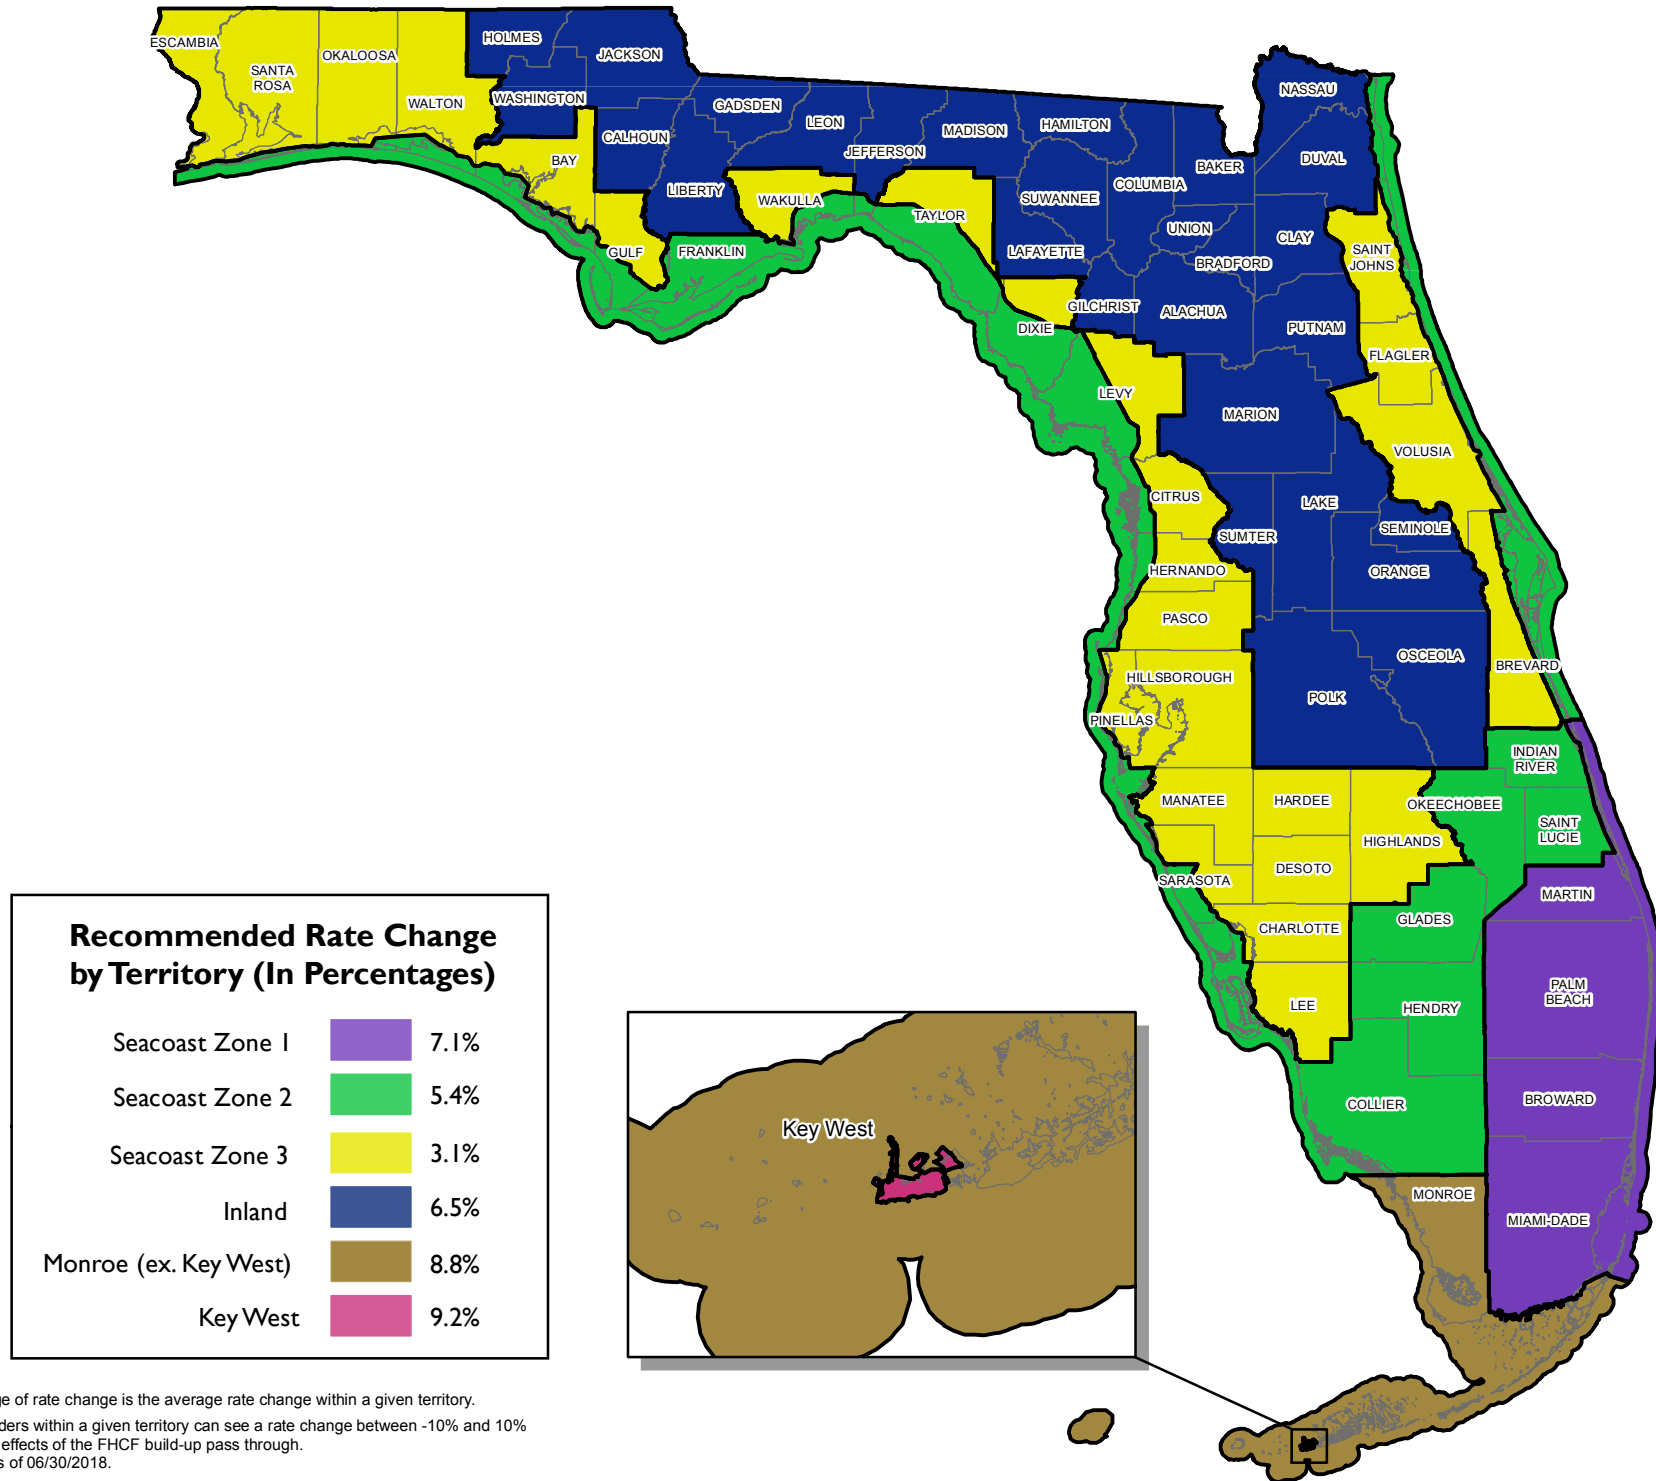 ESCAMBIA
SANTA
ROSA
OKALOOSA
WALTON
HOLMES
JACKSON
WASHINGTON
BAY
CALHOUN
GULF
GADSDEN
LIBERTY
FRANKLIN
LEON
WAKULLA
JEFFERSON
MADISON
TAYLOR
HAMILTON
SUWANNEE
LAFAYETTE
DIXIE
COLUMBIA
GILCHRIST
BAKER
UNION
BRADFORD
ALACHUA
NASSAU
DUVAL
CLAY
PUTNAM
SAINT
JOHNS
FLAGLER
LEVY
MARION
VOLUSIA
CITRUS
SUMTER
LAKE
SEMINOLE
HERNANDO
ORANGE
PASCO
HILLSBOROUGH
PINELLAS
POLK
OSCEOLA
BREVARD
INDIAN
RIVER
MANATEE
HARDEE
HIGHLANDS
OKEECHOBEE
SAINT
LUCIE
SARASOTA
DESOTO
MARTIN
CHARLOTTE
GLADES
LEE
HENDRY
PALM
BEACH
COLLIER
BROWARD
MONROE
MIAMI-DADE
Key West
Recommended Rate Change
by Territory (In Percentages)
Seacoast Zone 1 7.1%
Seacoast Zone 2 5.4%
Seacoast Zone 3 3.1%
Inland 6.5%
Monroe (ex. Key West) 8.8%
Key West 9.2%
of rate change is the average rate change within a given territory.
within a given territory can see a rate change between -10% and 10%
effects of the FHCF build-up pass through.
of 06/30/2018.